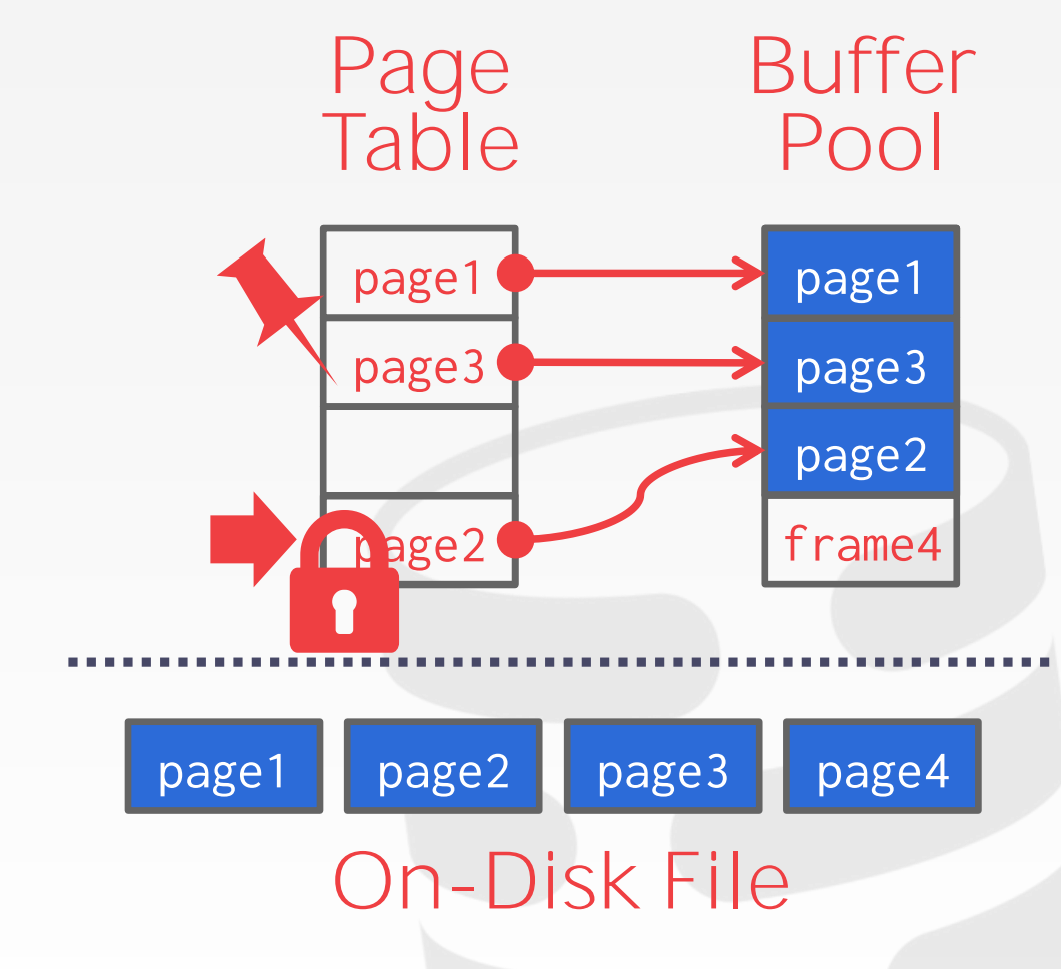 Page
Table
Buffer
Pool
page1
page3
page2
page1
page3
page2
frame4
page1 page2 page3 page4
On-Disk File